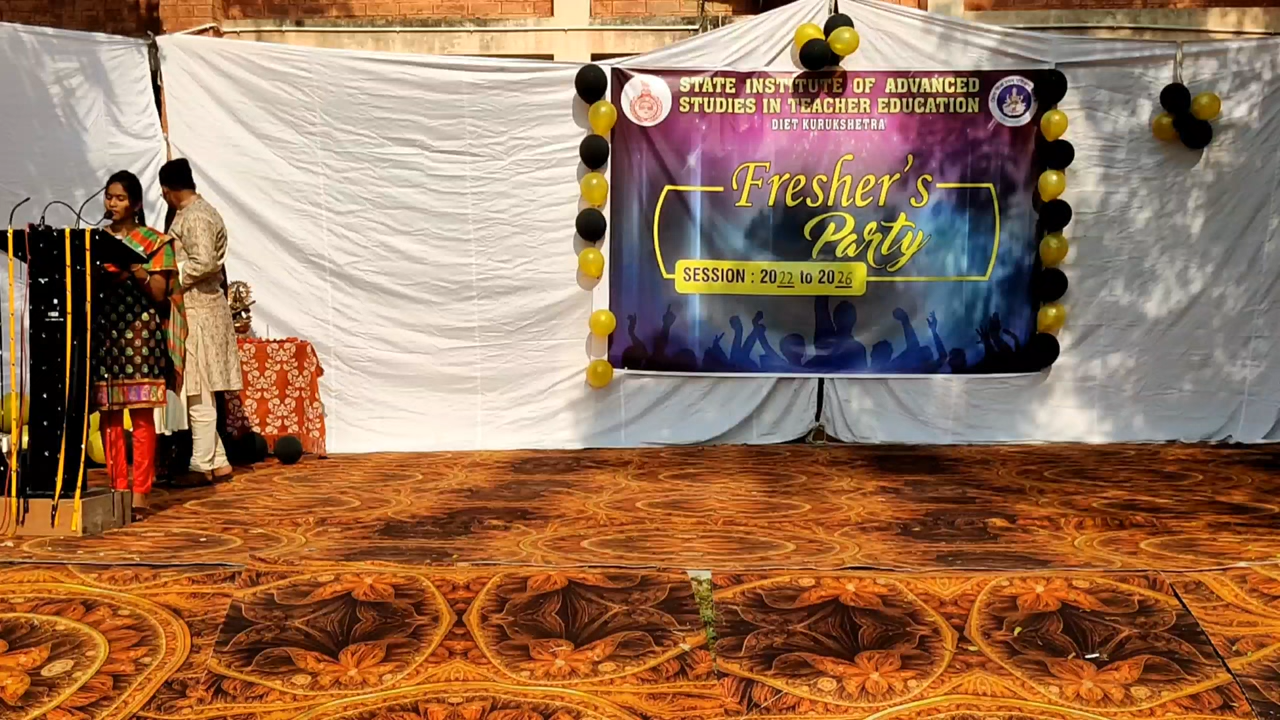 STATE INSTITUTE OF ADVANCED
STUDIES IN TEACHER EDUCATION
DIET KURUKSHETRA
Fresher's
Party
SESSION : 2022 to 2026